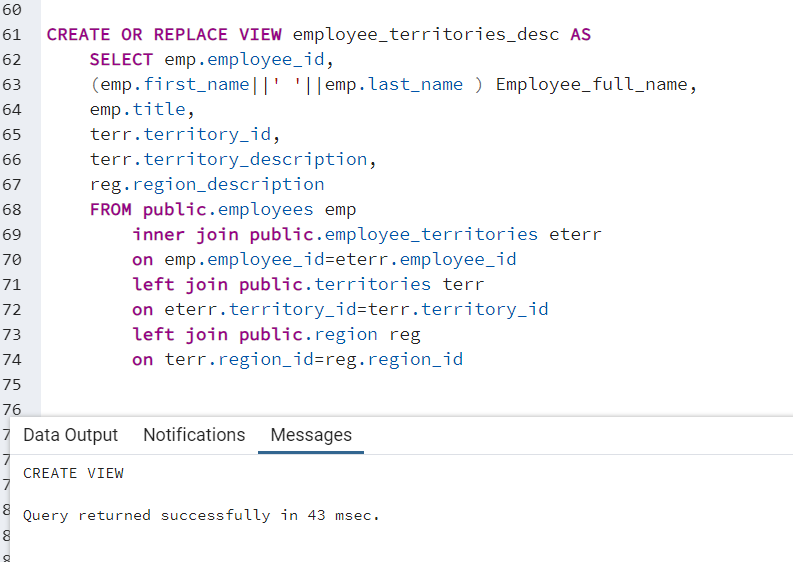 60
61 CREATE OR REPLACE VIEW employee_territories_desc AS
62 SELECT emp.employee_id,
63 (emp.first_name||' '||emp.last_name ) Employee_full_name,
64 emp.title,
65 terr.territory_id,
66 terr.territory_description,
67 reg.region_description
68 FROM public.employees emp
69 inner join public.employee_territories eterr
70 on emp.employee_id=eterr.employee_id
71 left join public.territories terr
72 on eterr.territory_id=terr.territory_id
73 left join public.region reg
74 on terr.region_id=reg.region_id
75
76
Data Output Notifications Messages
CREATE VIEW
Query returned successfully in 43 msec.